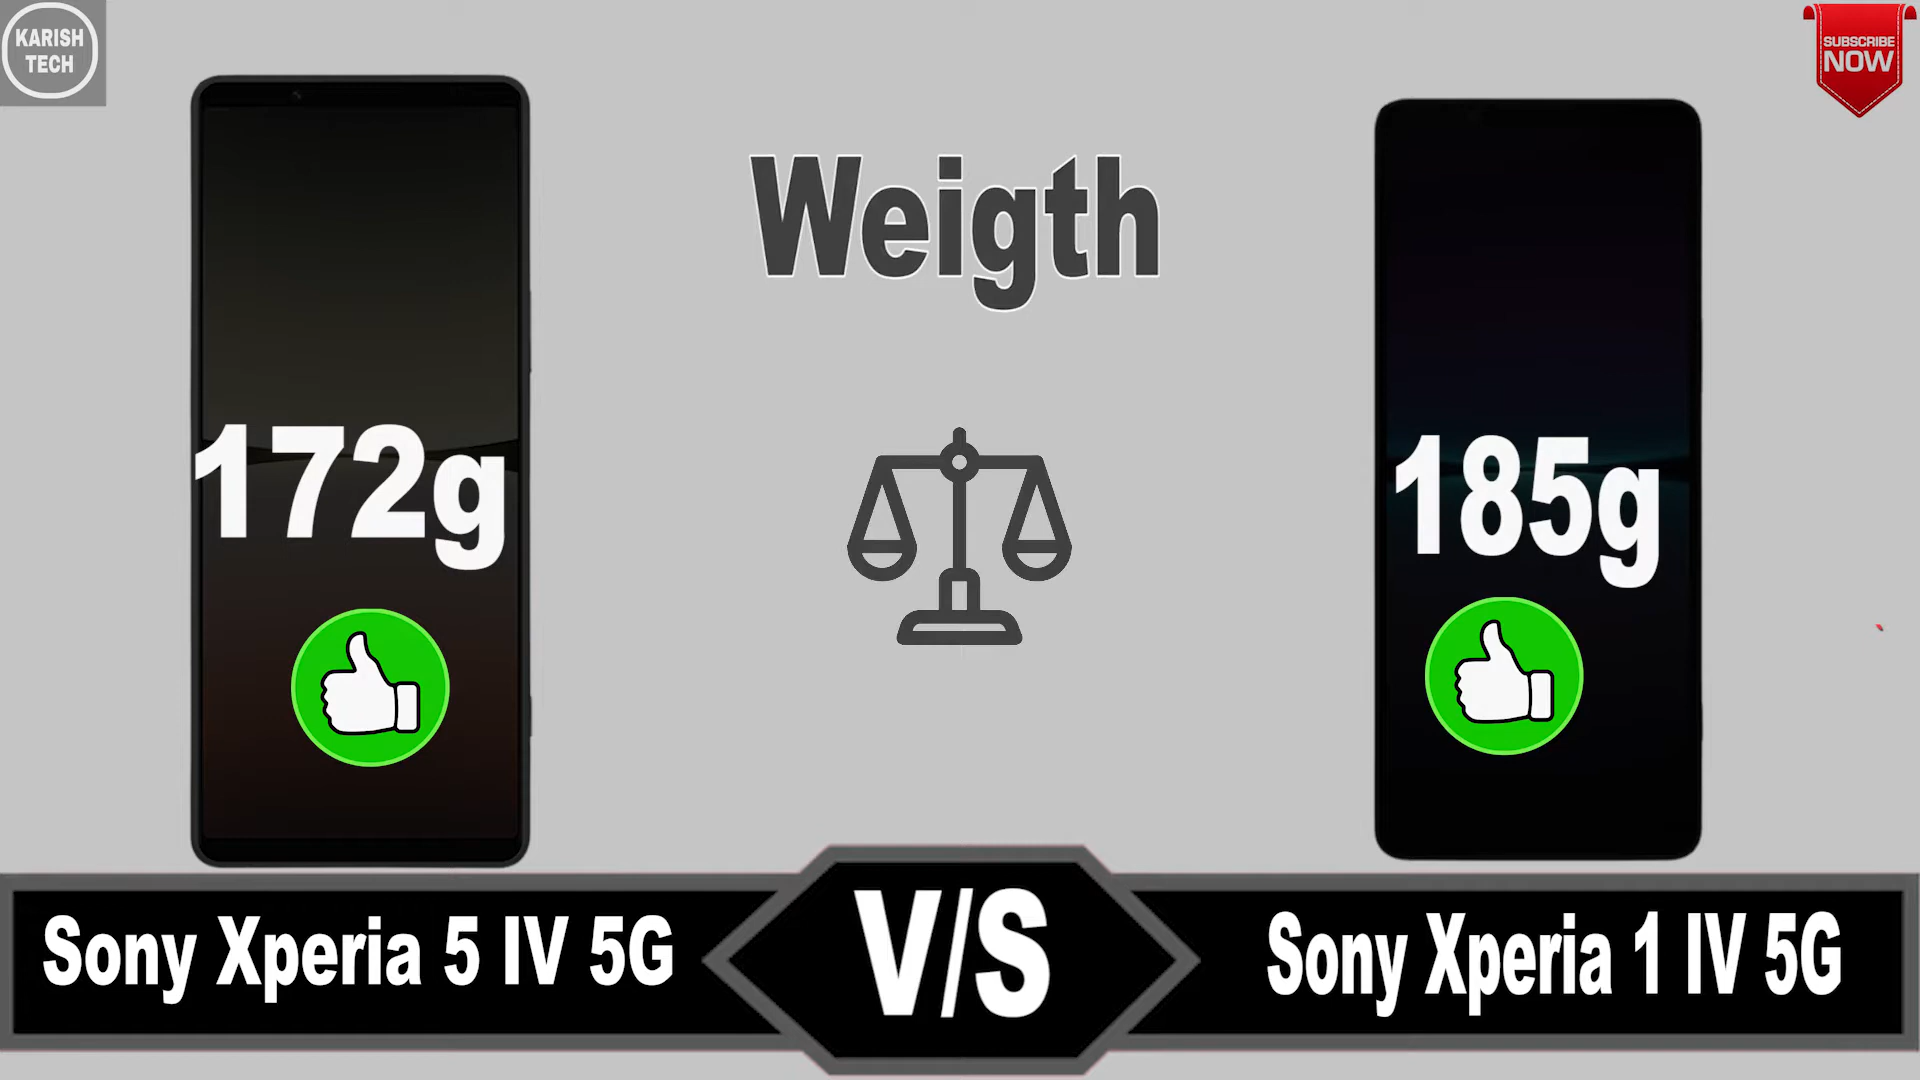 KARISH
TECH
SUBSCRIBE
NOW
Weigth
172g
185g
Sony Xperia 5 IV 5G
V/S
Sony Xperia 1 IV 5G